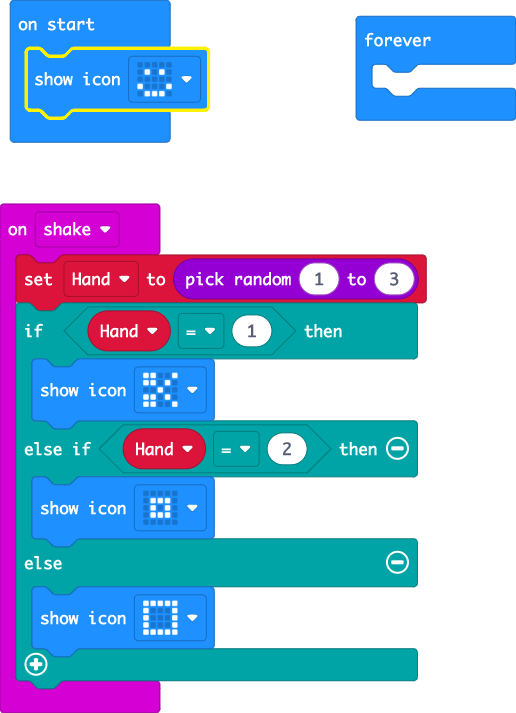 on start
show icon
forever
on shake
set Hand to pick random 1 to 3
if Hand = 1 then
show icon
else if Hand = 2 then
show icon
else
show icon